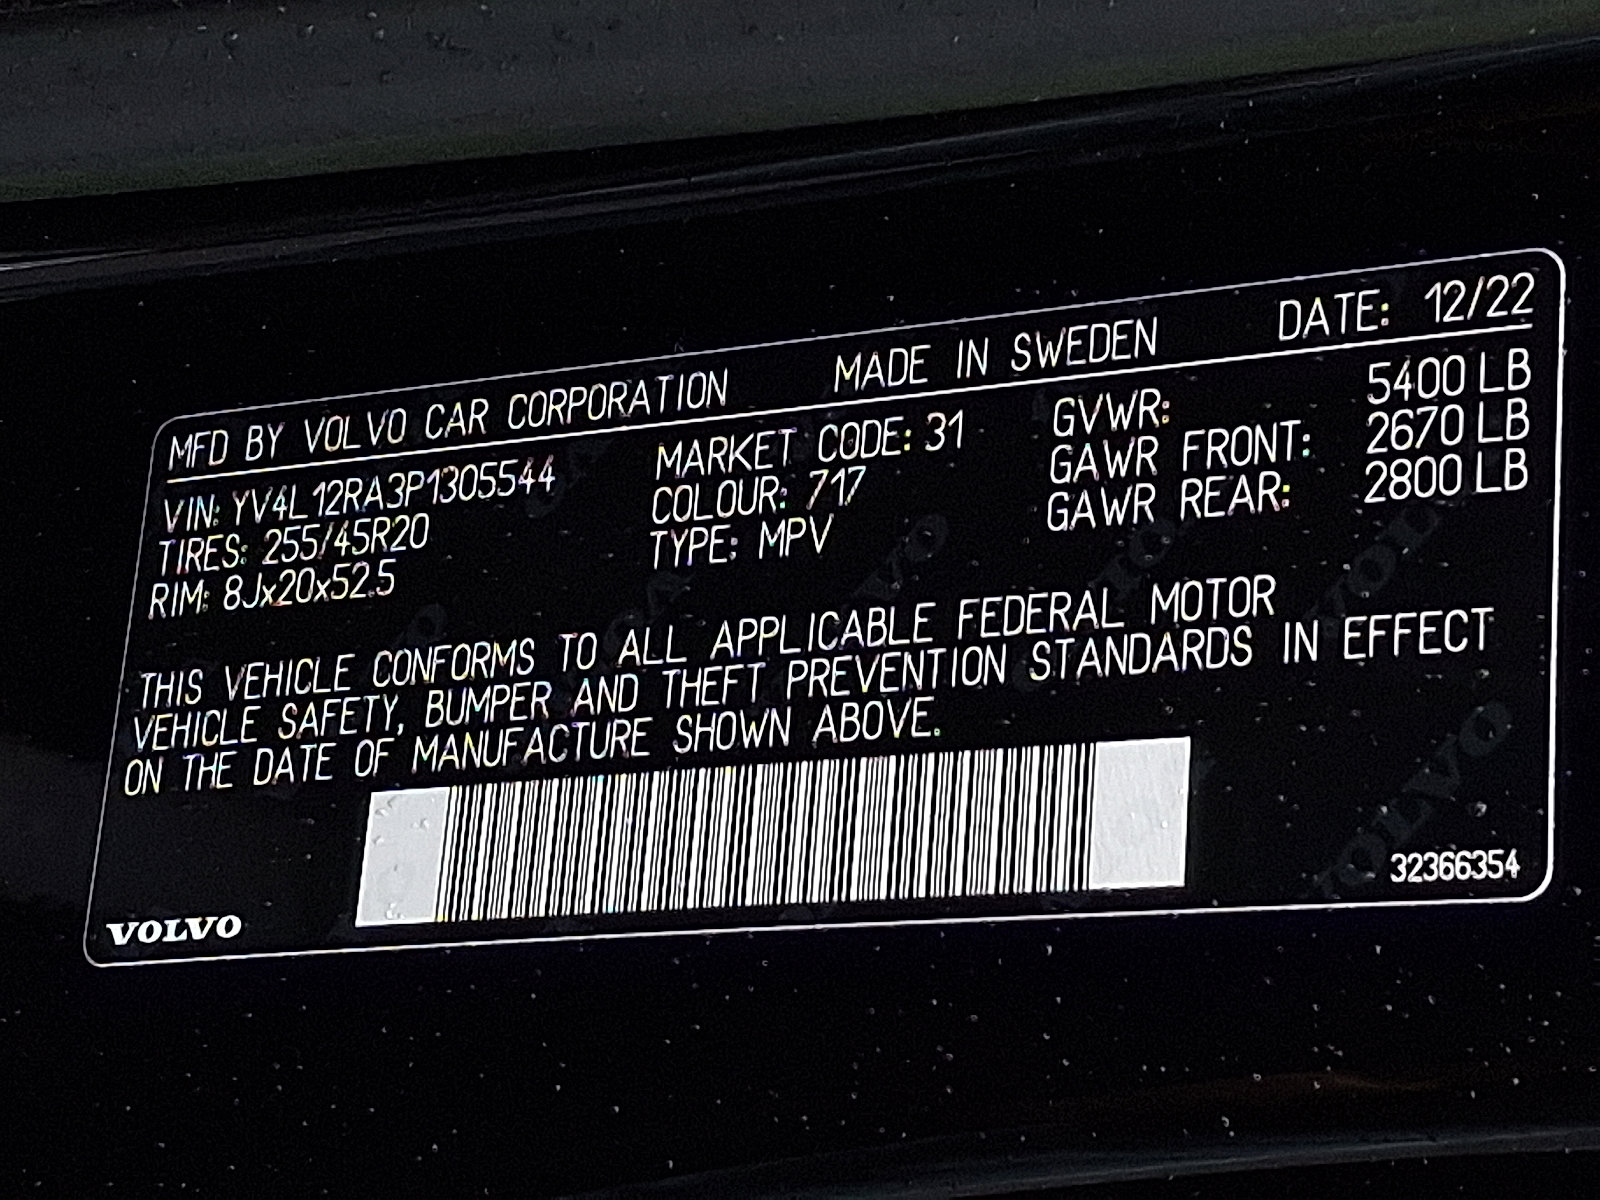 MFD BY VOLVO CAR CORPORATION MADE IN SWEDEN DATE: 12/22
VIN: YV4L12RA3P1305544 MARKET CODE: 31 GVWR: 5400 LB
TIRES: 255/45R20 COLOUR: 717 GAWR FRONT: 2670 LB
RIM: 8Jx20x52.5 TYPE: MPV GAWR REAR: 2800 LB
THIS VEHICLE CONFORMS TO ALL APPLICABLE FEDERAL MOTOR
VEHICLE SAFETY, BUMPER AND THEFT PREVENTION STANDARDS IN EFFECT
ON THE DATE OF MANUFACTURE SHOWN ABOVE.
VOLVO 32366354